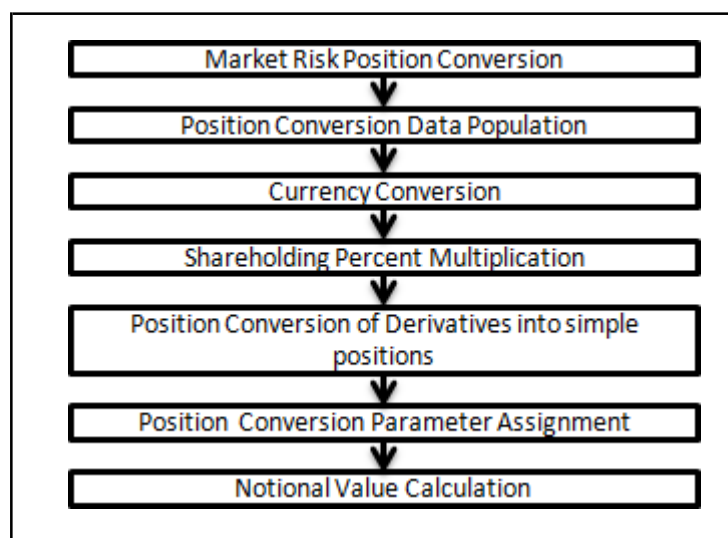 Market Risk Position Conversion
Position Conversion Data Population
Currency Conversion
Shareholding Percent Multiplication
Position Conversion of Derivatives into simple
positions
Position Conversion Parameter Assignment
Notional Value Calculation